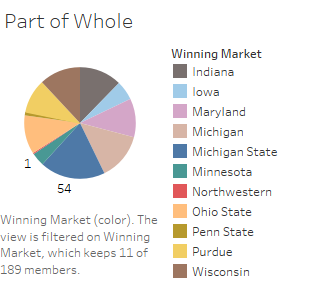 Part of Whole
Winning Market
Indiana
Iowa
Maryland
Michigan
Michigan State
Minnesota
Northwestern
Ohio State
Penn State
Purdue
Wisconsin
1
54
Winning Market (color). The
view is filtered on Winning
Market, which keeps 11 of
189 members.